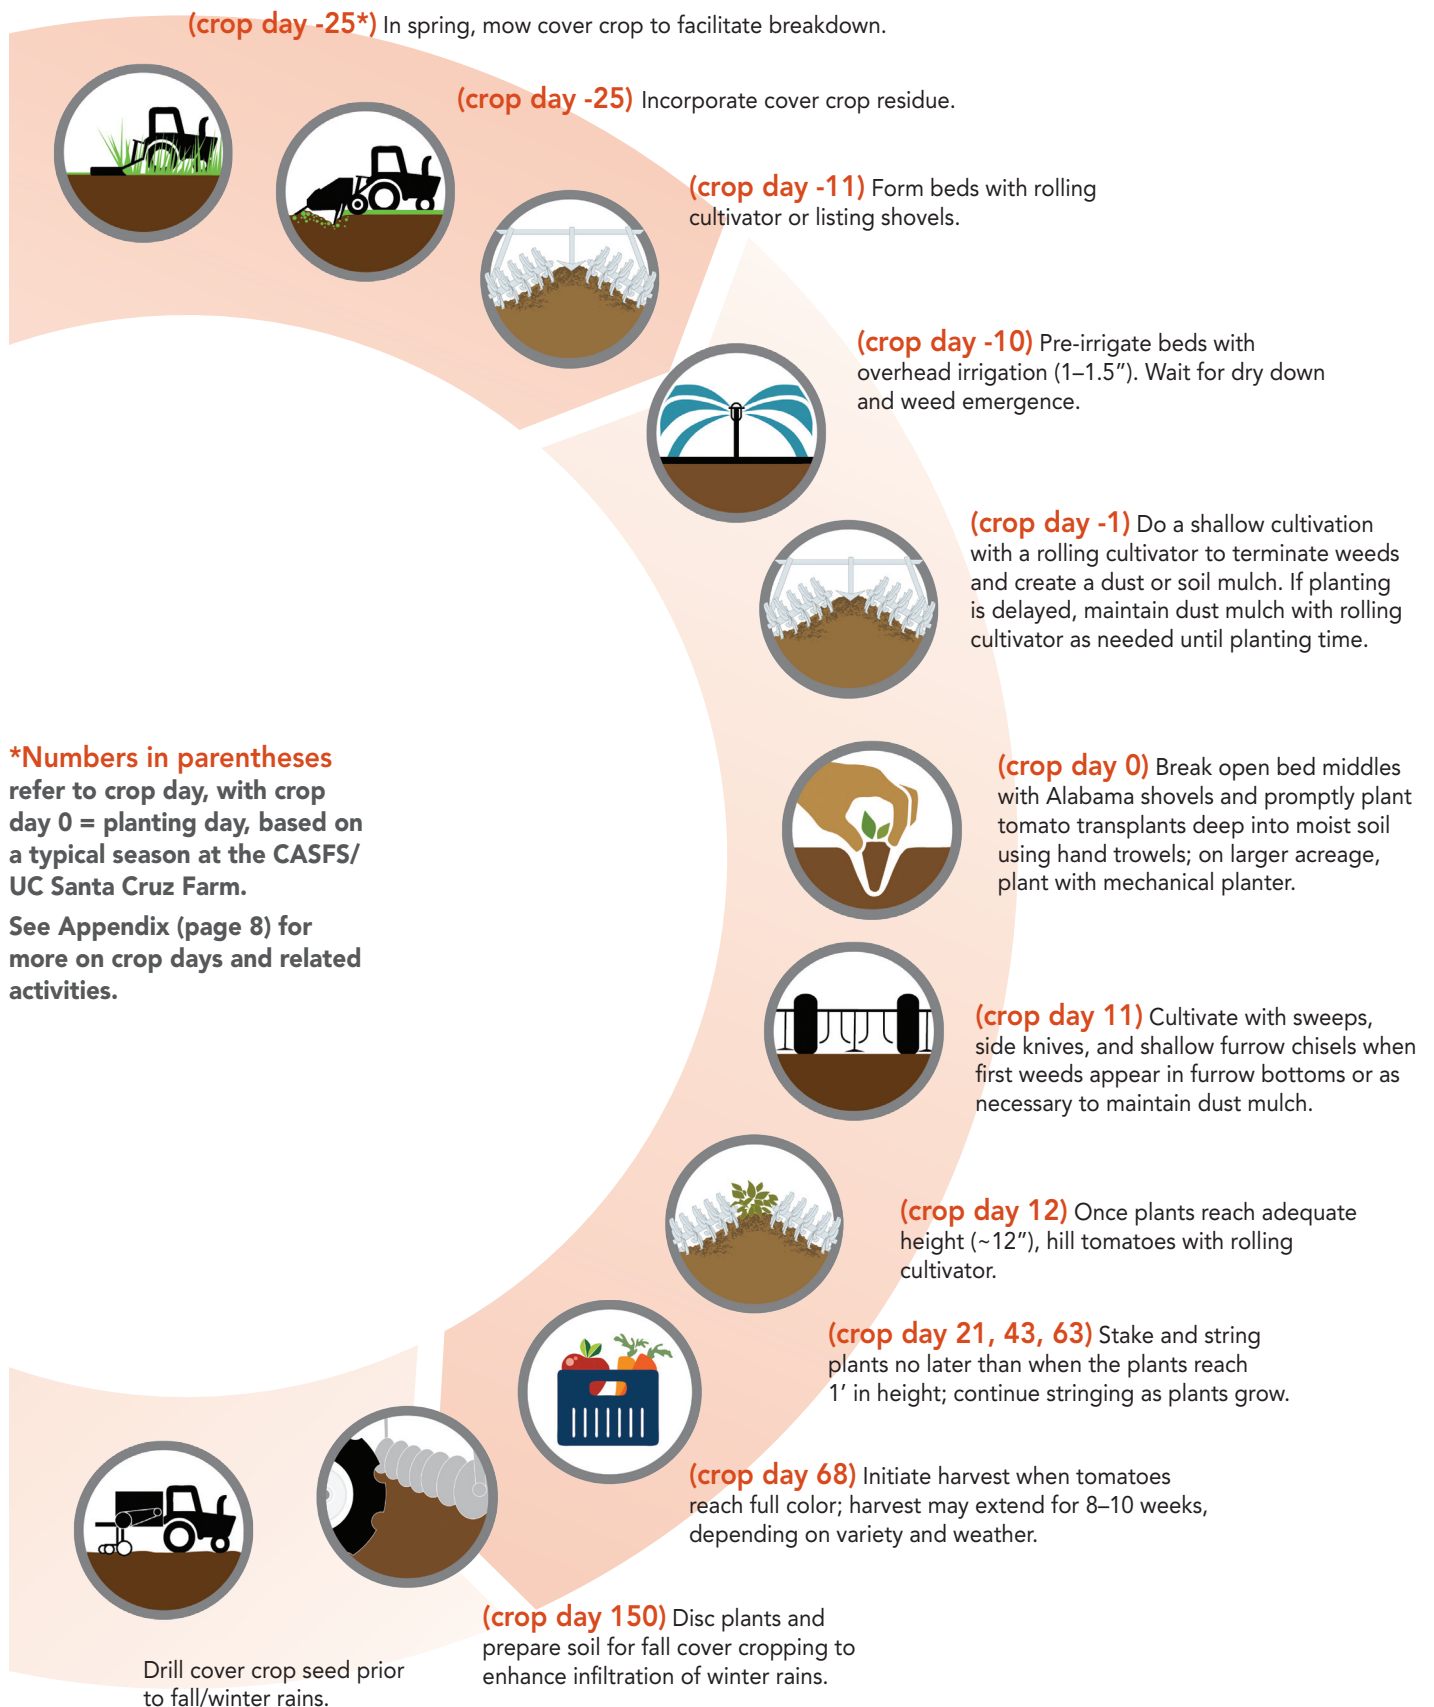 (crop day -25*) In spring, mow cover crop to facilitate breakdown.
(crop day -25) Incorporate cover crop residue.
(crop day -11) Form beds with rolling
cultivator or listing shovels.
(crop day -10) Pre-irrigate beds with
overhead irrigation (1–1.5”). Wait for dry down
and weed emergence.
(crop day -1) Do a shallow cultivation
with a rolling cultivator to terminate weeds
and create a dust or soil mulch. If planting
is delayed, maintain dust mulch with rolling
cultivator as needed until planting time.
*Numbers in parentheses
refer to crop day, with crop
day 0 = planting day, based on
a typical season at the CASFS/
UC Santa Cruz Farm.
See Appendix (page 8) for
more on crop days and related
activities.
(crop day 0) Break open bed middles
with Alabama shovels and promptly plant
tomato transplants deep into moist soil
using hand trowels; on larger acreage,
plant with mechanical planter.
(crop day 11) Cultivate with sweeps,
side knives, and shallow furrow chisels when
first weeds appear in furrow bottoms or as
necessary to maintain dust mulch.
(crop day 12) Once plants reach adequate
height (~12”), hill tomatoes with rolling
cultivator.
(crop day 21, 43, 63) Stake and string
plants no later than when the plants reach
1’ in height; continue stringing as plants grow.
(crop day 68) Initiate harvest when tomatoes
reach full color; harvest may extend for 8–10 weeks,
depending on variety and weather.
(crop day 150) Disc plants and
prepare soil for fall cover cropping to
enhance infiltration of winter rains.
Drill cover crop seed prior
to fall/winter rains.